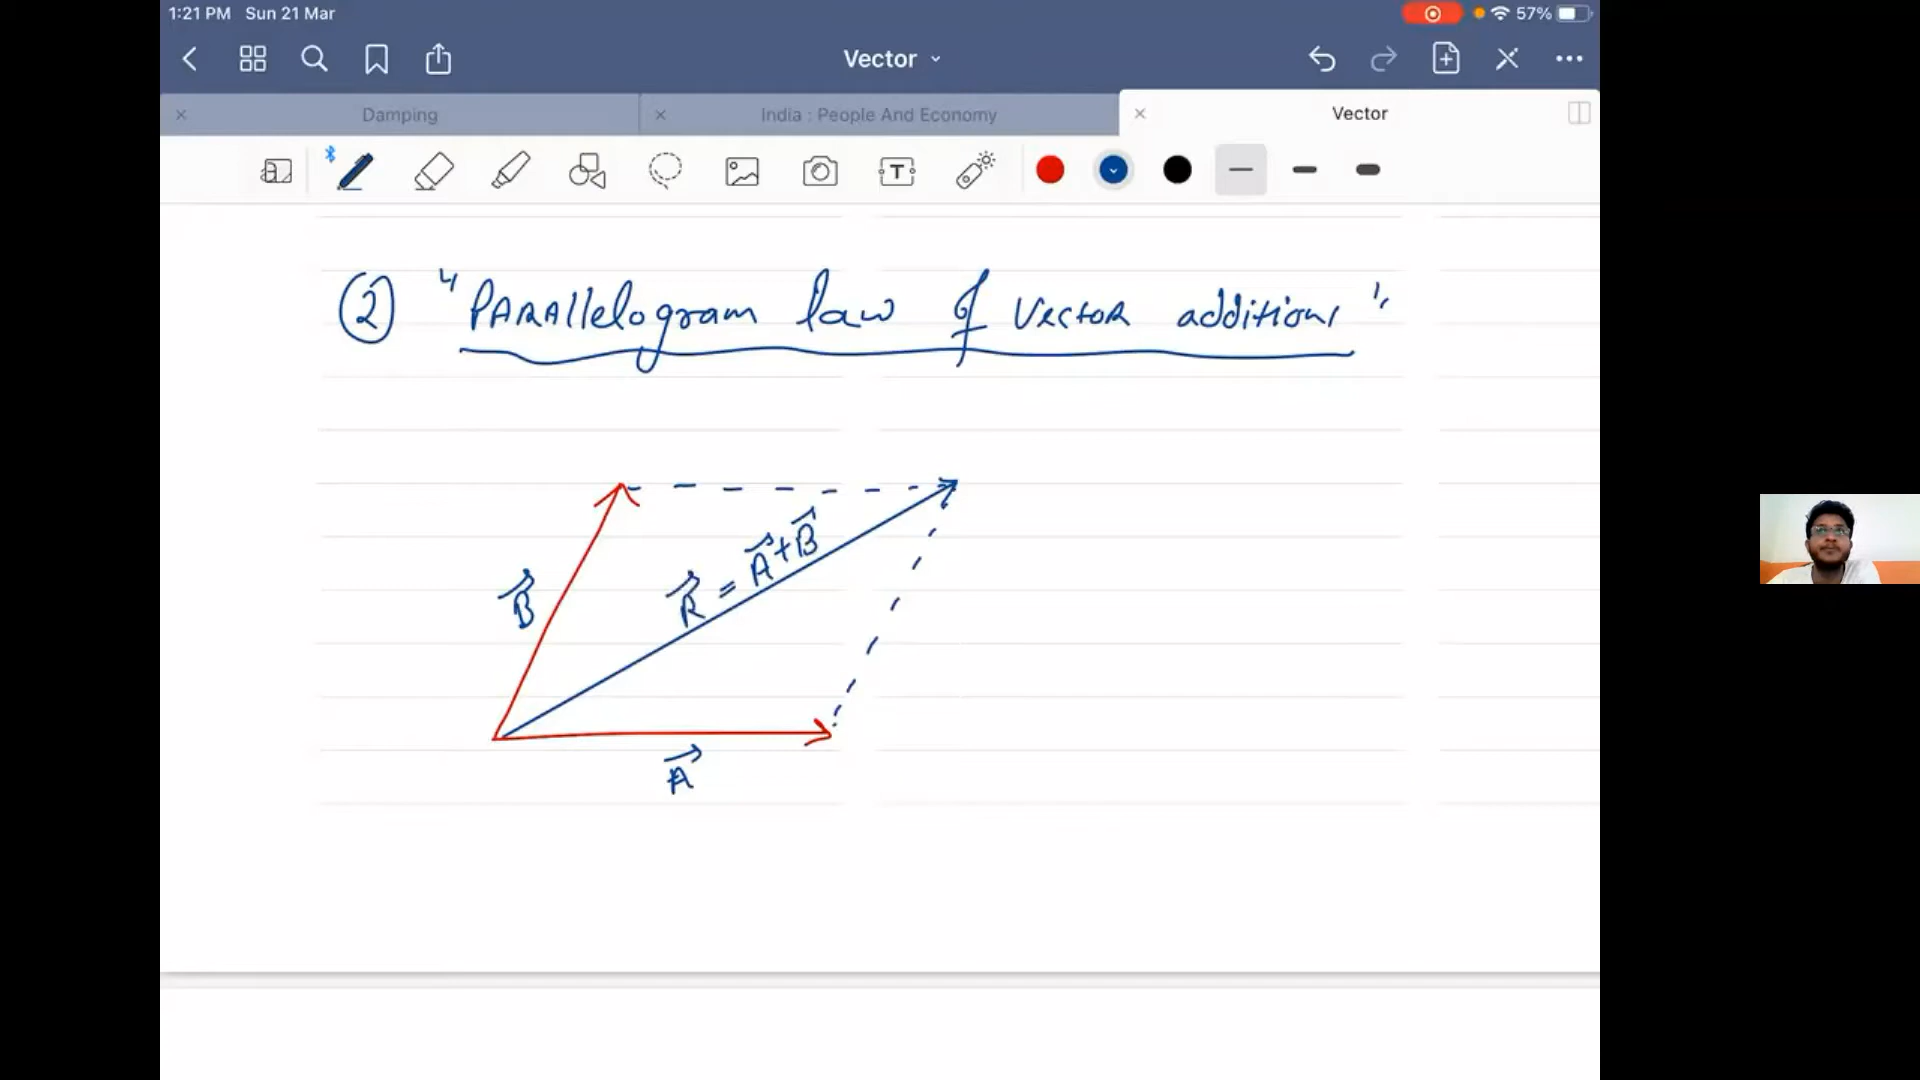 1:21 PM Sun 21 Mar
57%
Vector
Damping
India : People And Economy
Vector
T
② "Parallelogram law of Vector additions"
B⃗
R⃗ = A⃗ + B⃗
A⃗